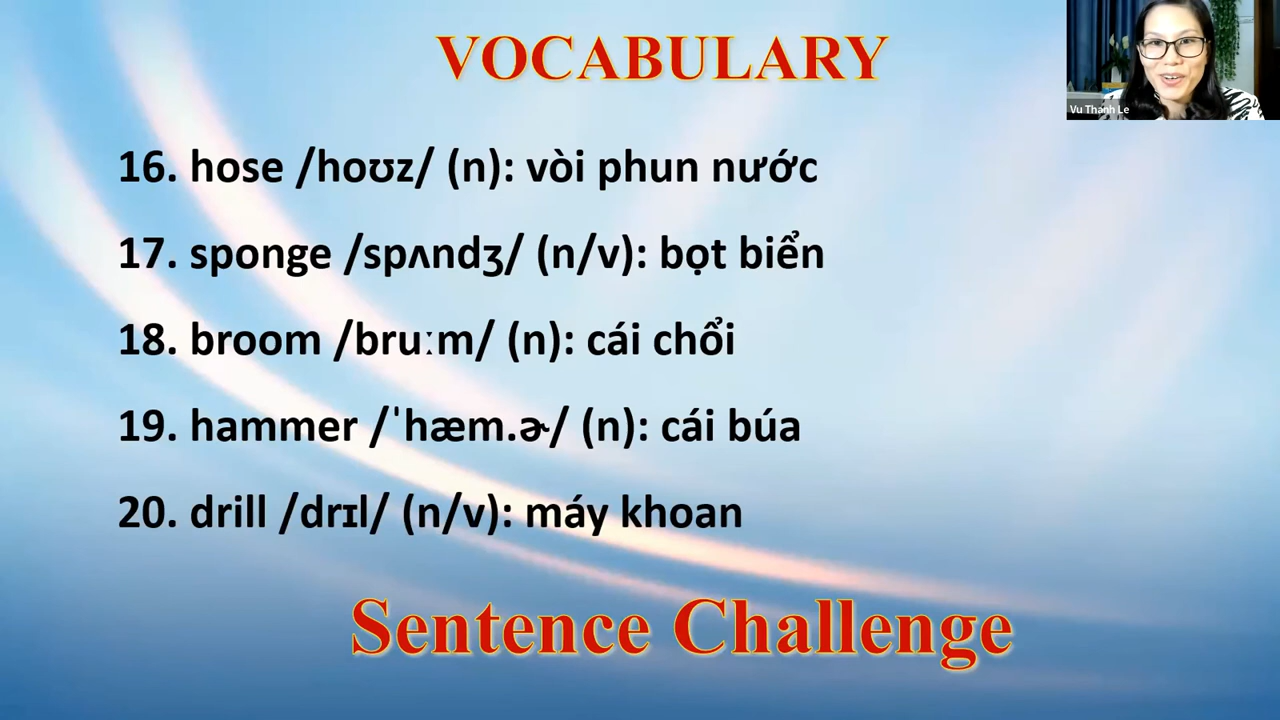 VOCABULARY
Vu Thanh Le
16. hose /hoʊz/ (n): vòi phun nước
17. sponge /spʌndʒ/ (n/v): bọt biển
18. broom /bruːm/ (n): cái chổi
19. hammer /ˈhæm.ɚ/ (n): cái búa
20. drill /drɪl/ (n/v): máy khoan
Sentence Challenge